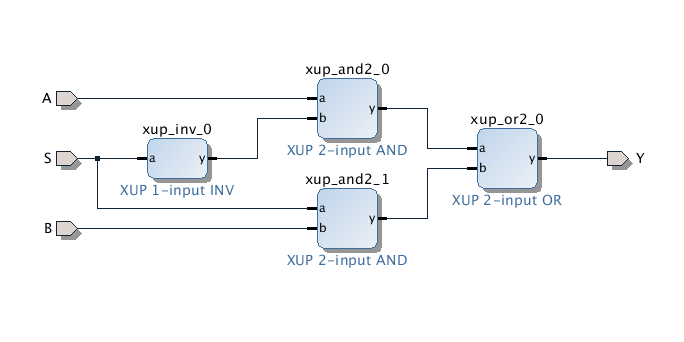 xup_and2_0
A
a
b
y
XUP 2-input AND
xup_inv_0
S
a
y
XUP 1-input INV
xup_and2_1
a
b
y
B
XUP 2-input AND
xup_or2_0
a
b
y
Y
XUP 2-input OR